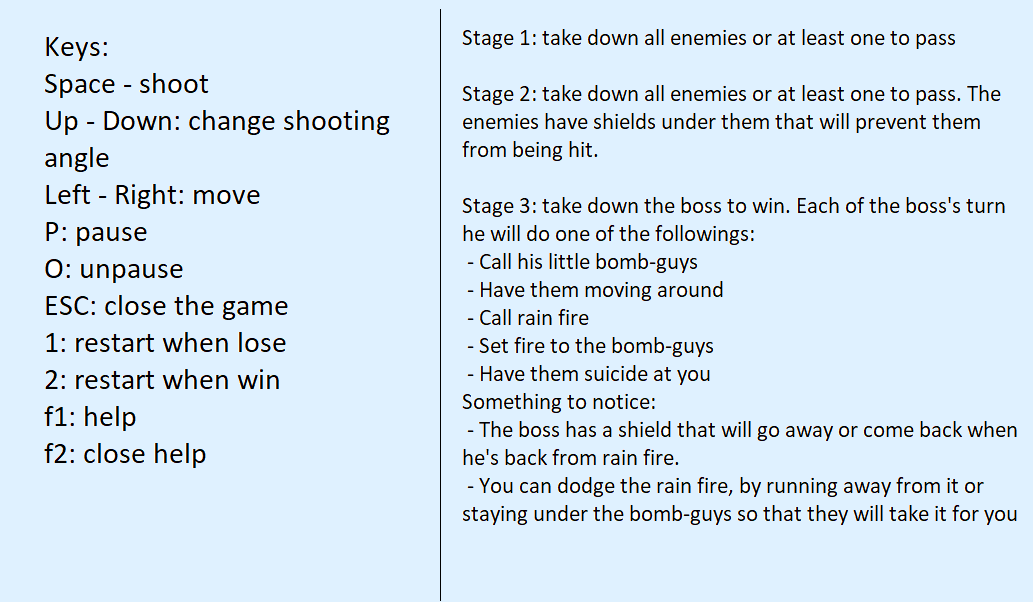 Keys:
Space - shoot
Up - Down: change shooting
angle
Left - Right: move
P: pause
O: unpause
ESC: close the game
1: restart when lose
2: restart when win
f1: help
f2: close help
Stage 1: take down all enemies or at least one to pass
Stage 2: take down all enemies or at least one to pass. The
enemies have shields under them that will prevent them
from being hit.
Stage 3: take down the boss to win. Each of the boss's turn
he will do one of the followings:
- Call his little bomb-guys
- Have them moving around
- Call rain fire
- Set fire to the bomb-guys
- Have them suicide at you
Something to notice:
- The boss has a shield that will go away or come back when
he's back from rain fire.
- You can dodge the rain fire, by running away from it or
staying under the bomb-guys so that they will take it for you